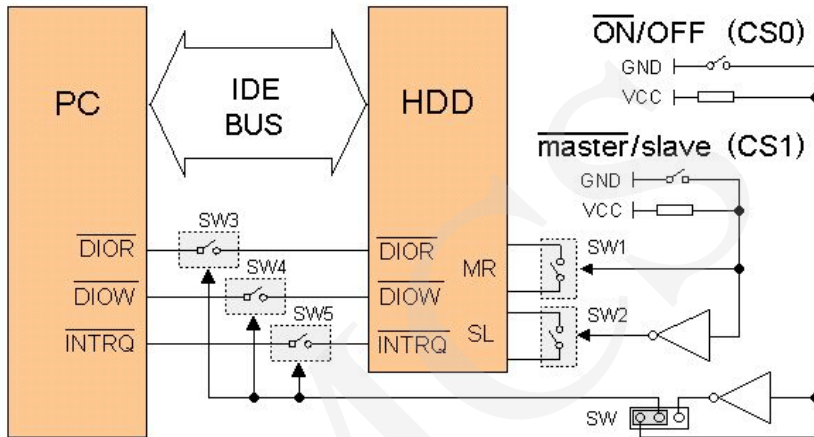 ON/OFF (CS0)
GND
VCC
PC
IDE
BUS
HDD
master/slave (CS1)
GND
VCC
SW3
DIOR
DIOR
SW1
MR
SW4
DIOW
DIOW
SW5
SW2
SL
INTRQ
INTRQ
SW
MCS